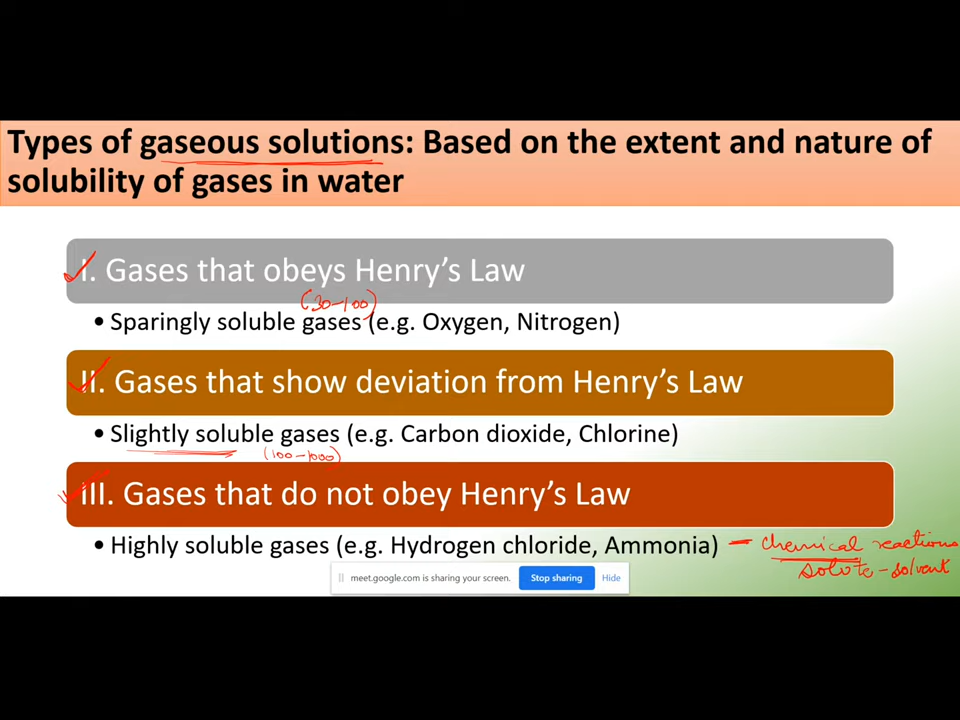 Types of gaseous solutions: Based on the extent and nature of
solubility of gases in water
I. Gases that obeys Henry's Law
(30-100)
• Sparingly soluble gases (e.g. Oxygen, Nitrogen)
II. Gases that show deviation from Henry's Law
• Slightly soluble gases (e.g. Carbon dioxide, Chlorine)
(100-1000)
III. Gases that do not obey Henry's Law
• Highly soluble gases (e.g. Hydrogen chloride, Ammonia) - chemical reactions
solute-solvent
meet.google.com is sharing your screen. Stop sharing Hide